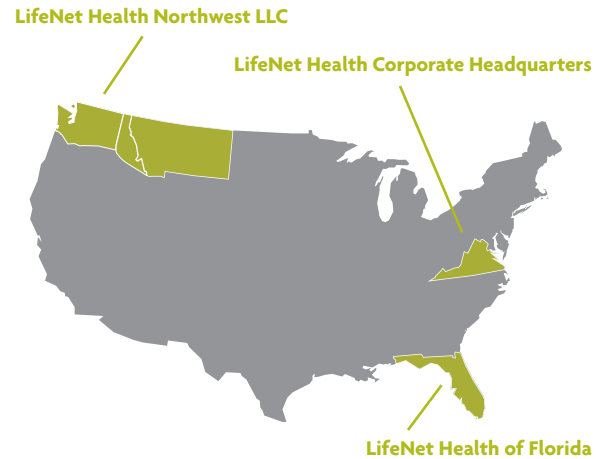 LifeNet Health Northwest LLC
LifeNet Health Corporate Headquarters
LifeNet Health of Florida